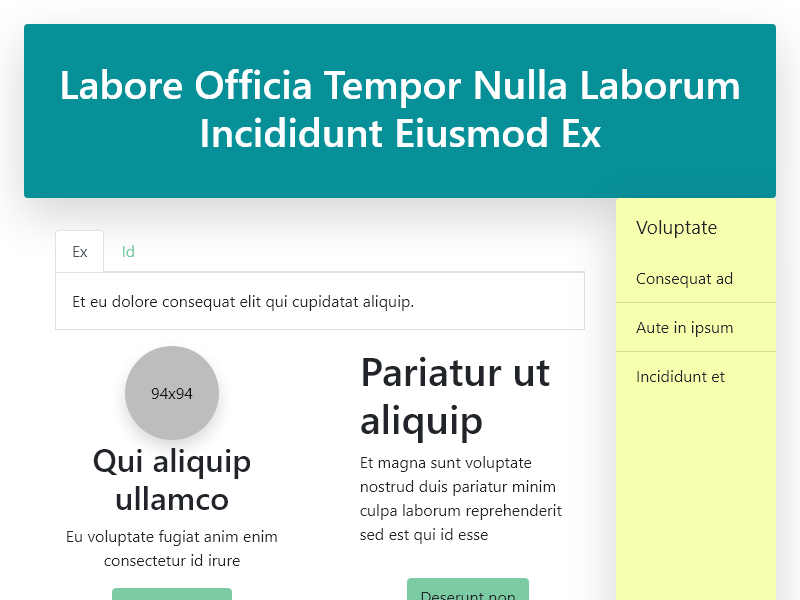 Labore Officia Tempor Nulla Laborum
Incididunt Eiusmod Ex
Voluptate
Consequat ad
Aute in ipsum
Incididunt et
Ex
Id
Et eu dolore consequat elit qui cupidatat aliquip.
94x94
Qui aliquip
ullamco
Eu voluptate fugiat anim enim
consectetur id irure
Pariatur ut
aliquip
Et magna sunt voluptate
nostrud duis pariatur minim
culpa laborum reprehenderit
sed est qui id esse
Deserunt non